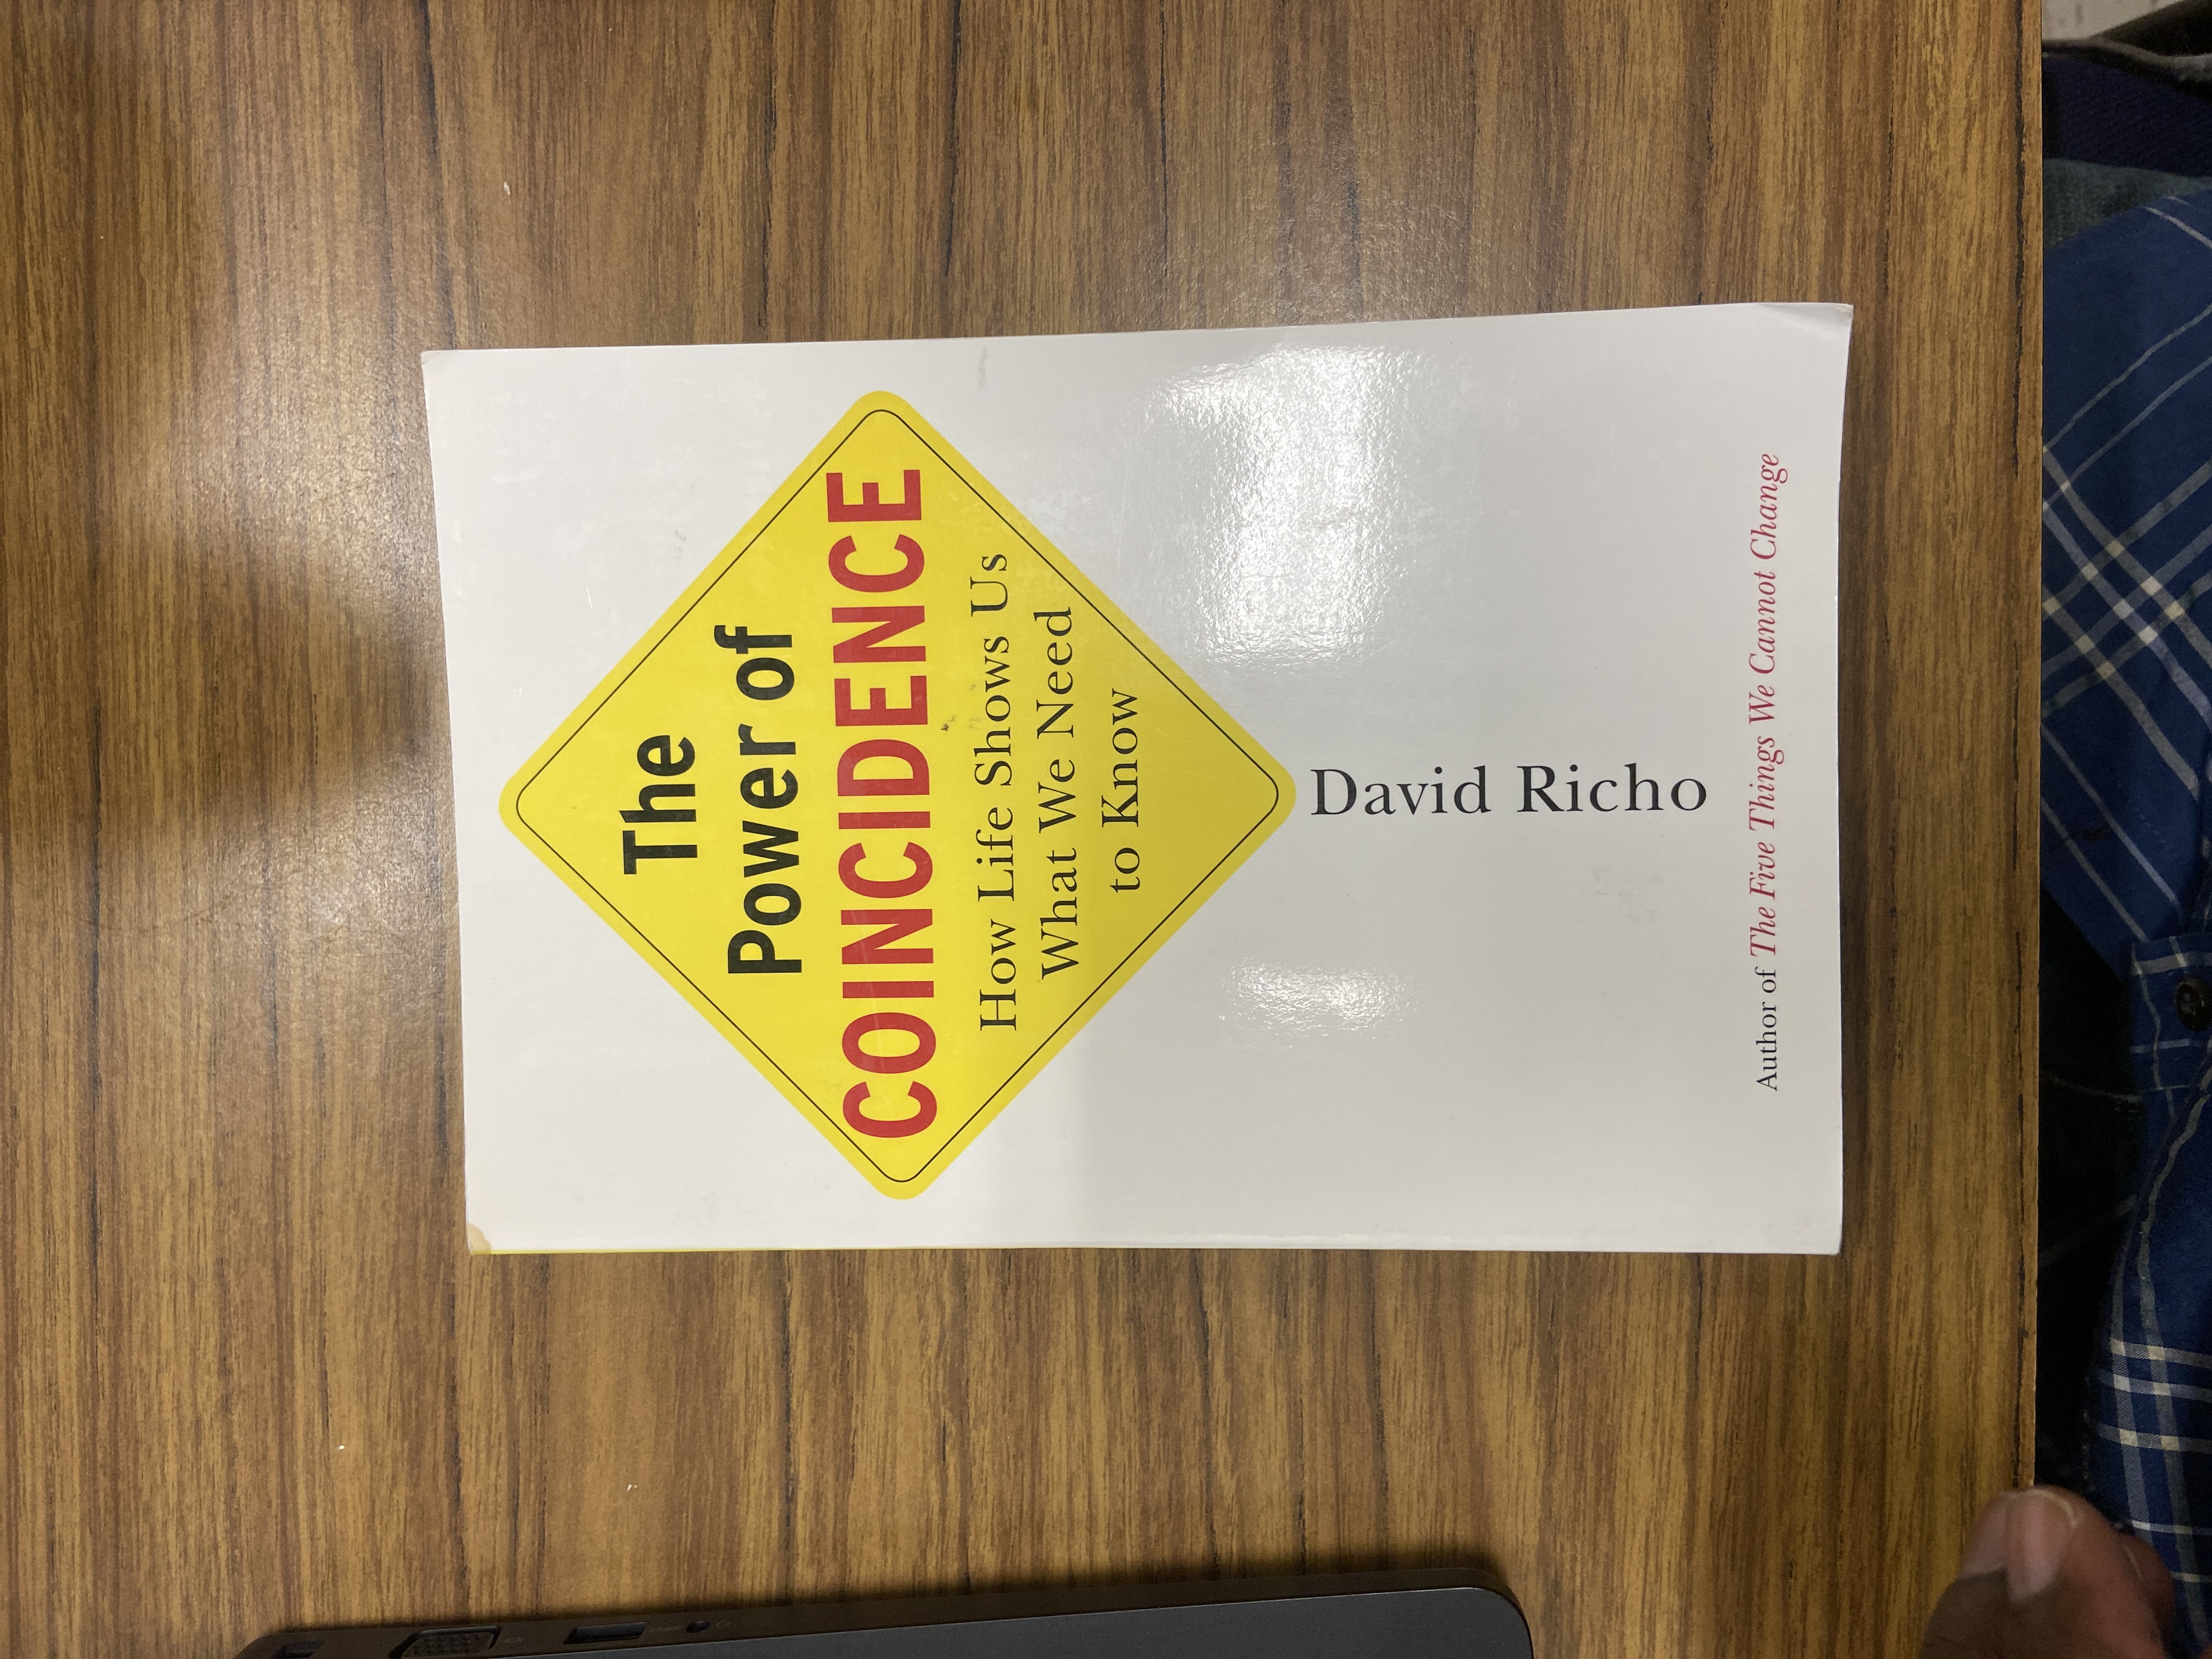 The
Power of
COINCIDENCE
How Life Shows Us
What We Need
to Know
David Richo
Author of The Five Things We Cannot Change